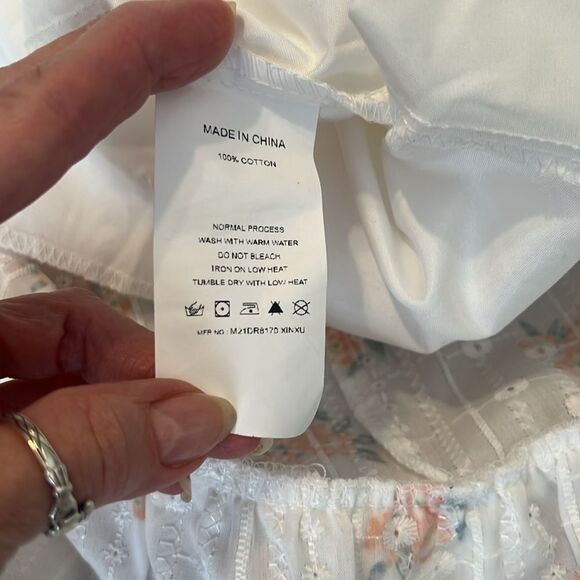 MADE IN CHINA
100% COTTON
NORMAL PROCESS
WASH WITH WARM WATER
DO NOT BLEACH
IRON ON LOW HEAT
TUMBLE DRY WITH LOW HEAT
MFR NO : M21DR8170 XINXU